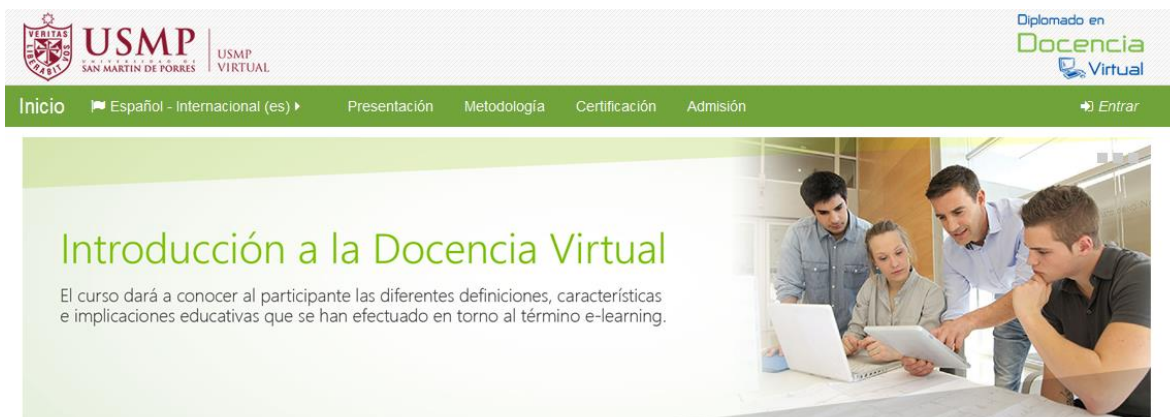 VERITAS
LIBERABIT VOS
USMP
UNIVERSIDAD DE
SAN MARTIN DE PORRES
USMP
VIRTUAL
Diplomado en
Docencia
Virtual
Inicio
Español - Internacional (es)
Presentación
Metodología
Certificación
Admisión
Entrar
Introducción a la Docencia Virtual
El curso dará a conocer al participante las diferentes definiciones, características
e implicaciones educativas que se han efectuado en torno al término e-learning.